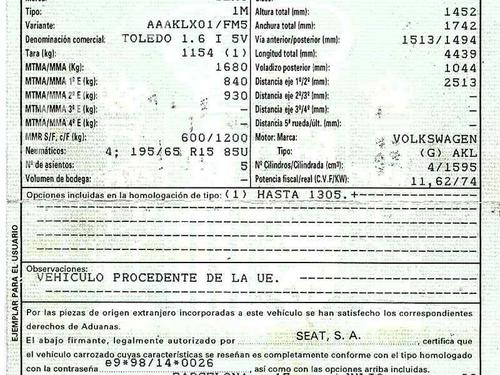 Tipo: 1M
Variante: AAAKLX01/FM5
Denominación comercial: TOLEDO 1.6 I 5V
Tara (kg): 1154 (1)
MTMA/MMA (Kg): 1680
MTMA/MMA 1º E (kg): 840
MTMA/MMA 2º E (kg): 930
MTMA/MMA 3º E (kg): –
MTMA/MMA 4º E (kg): –
MMR S/F, c/F (kg): 600/1200
Neumáticos: 4; 195/65 R15 85U
Nº de asientos: 5
Volumen de bodega: –
Altura total (mm): 1452
Anchura total (mm): 1742
Vía anterior/posterior (mm): 1513/1494
Longitud total (mm): 4439
Voladizo posterior (mm): 1044
Distancia eje 1º/2º (mm): 2513
Distancia eje 2º/3º (mm): –
Distancia eje 3º/4º (mm): –
Distancia 5ª rueda/últ. (mm): –
Motor: Marca: VOLKSWAGEN
Tipo: (G) AKL
Nº Cilindros/Cilindrada (cm³): 4/1595
Potencia fiscal/real (C.V.F/KW): 11,62/74
Opciones incluidas en la homologación de tipo: (1) HASTA 1305.+
EJEMPLAR PARA EL USUARIO
Observaciones:
VEHICULO PROCEDENTE DE LA UE.
Por las piezas de origen extranjero incorporadas a este vehículo se han satisfecho los correspondientes
derechos de Aduanas.
El abajo firmante, legalmente autorizado por SEAT, S.A. certifica que
el vehículo carrozado cuyas características se reseñan es completamente conforme con el tipo homologado
con la contraseña e9*98/14*0026 así como con las opciones arriba incluidas.